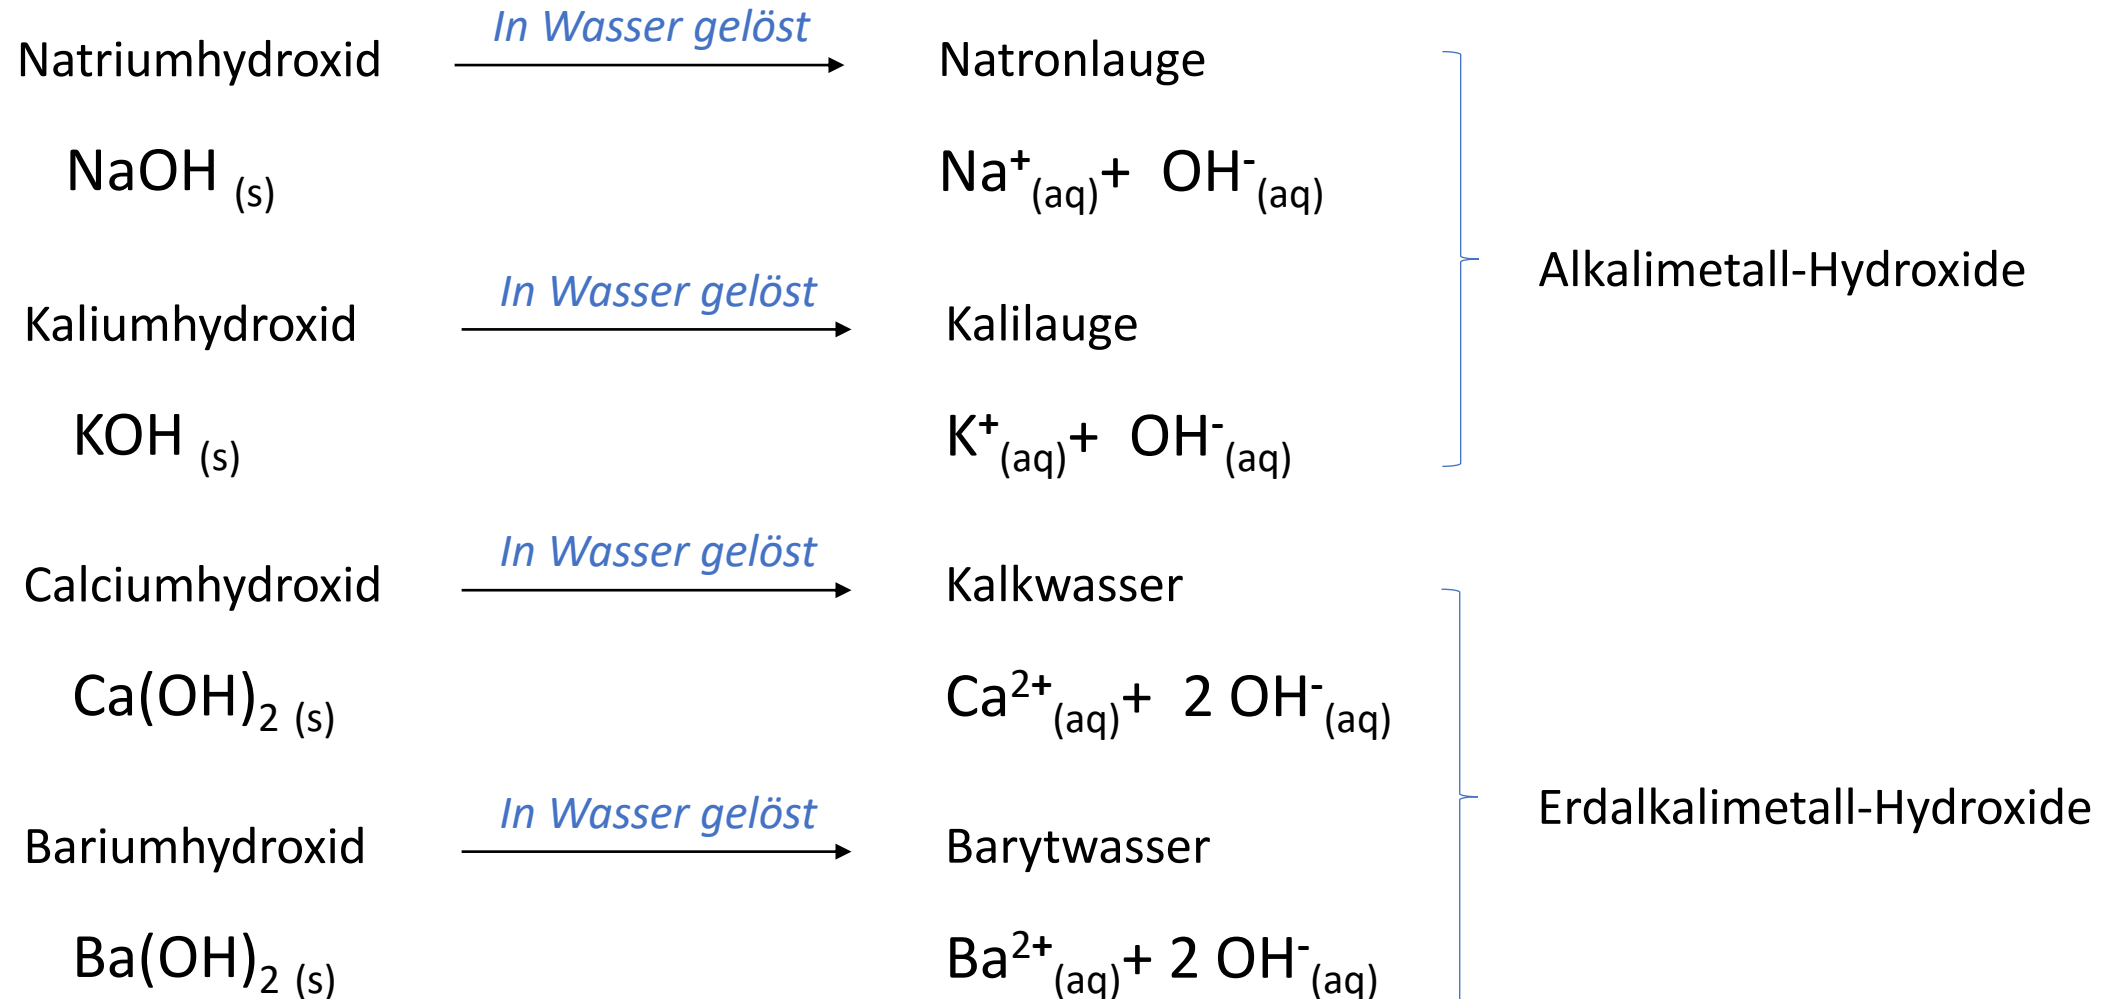 In Wasser gelöst
Natriumhydroxid Natronlauge
NaOH (s) Na⁺(aq)+ OH⁻(aq)
Alkalimetall-Hydroxide
In Wasser gelöst
Kaliumhydroxid Kalilauge
KOH (s) K⁺(aq)+ OH⁻(aq)
In Wasser gelöst
Calciumhydroxid Kalkwasser
Ca(OH)₂ (s) Ca²⁺(aq)+ 2 OH⁻(aq)
Erdalkalimetall-Hydroxide
In Wasser gelöst
Bariumhydroxid Barytwasser
Ba(OH)₂ (s) Ba²⁺(aq)+ 2 OH⁻(aq)